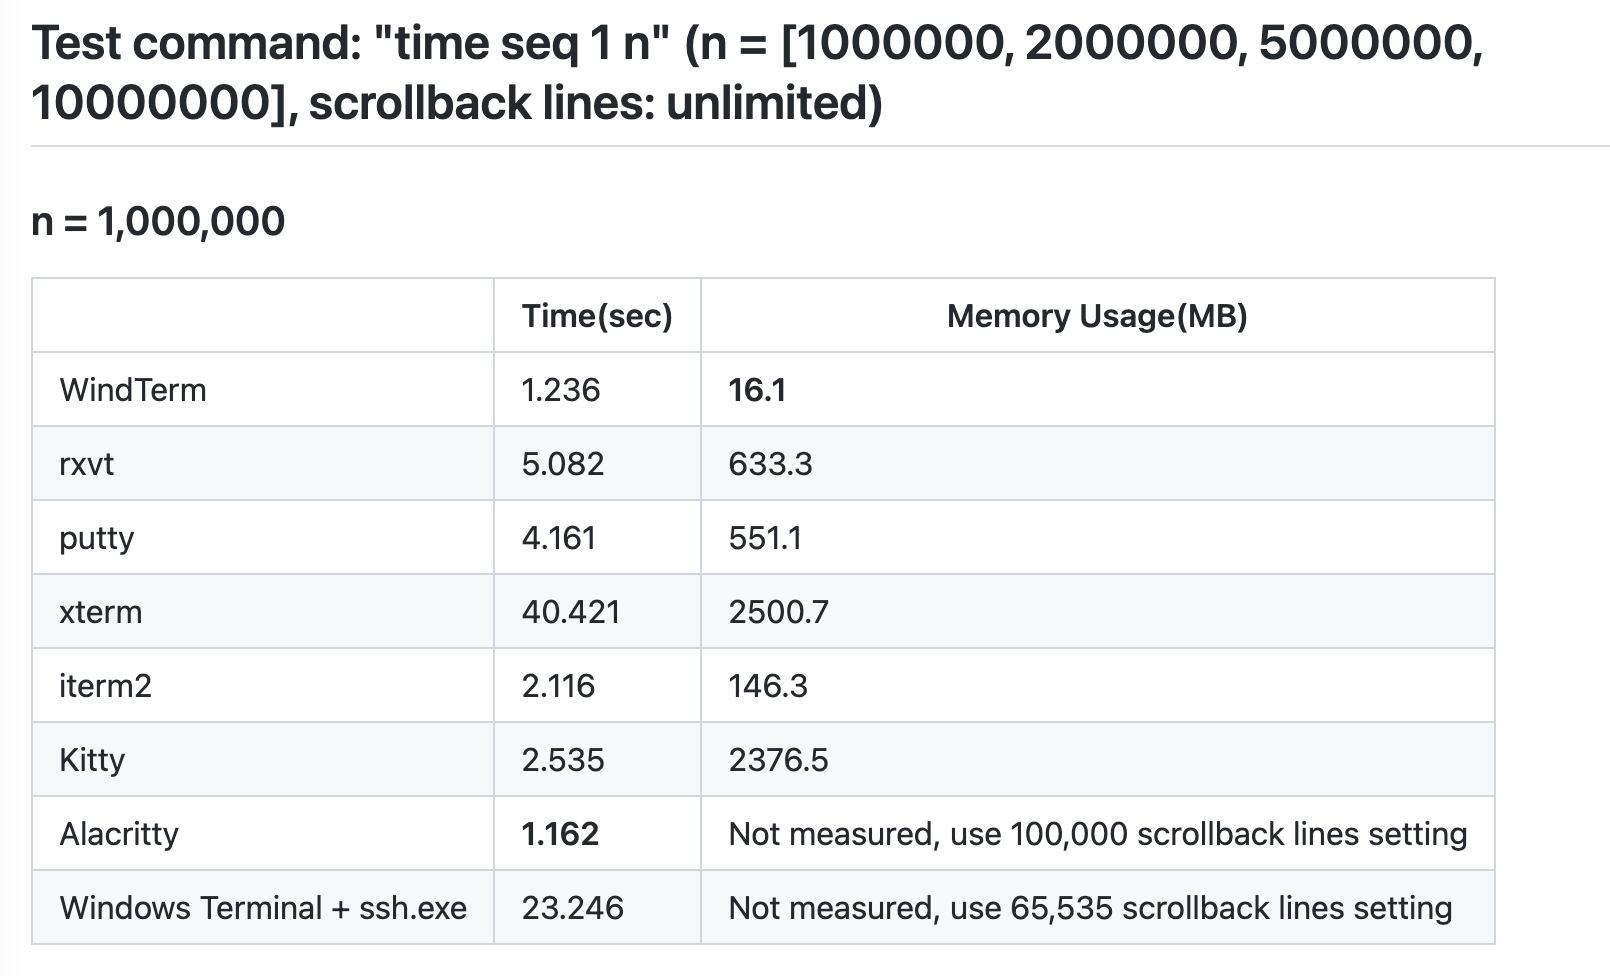 Test command: "time seq 1 n" (n = [1000000, 2000000, 5000000,
10000000], scrollback lines: unlimited)
n = 1,000,000
Time(sec) Memory Usage(MB)
WindTerm 1.236 16.1
rxvt 5.082 633.3
putty 4.161 551.1
xterm 40.421 2500.7
iterm2 2.116 146.3
Kitty 2.535 2376.5
Alacritty 1.162 Not measured, use 100,000 scrollback lines setting
Windows Terminal + ssh.exe 23.246 Not measured, use 65,535 scrollback lines setting